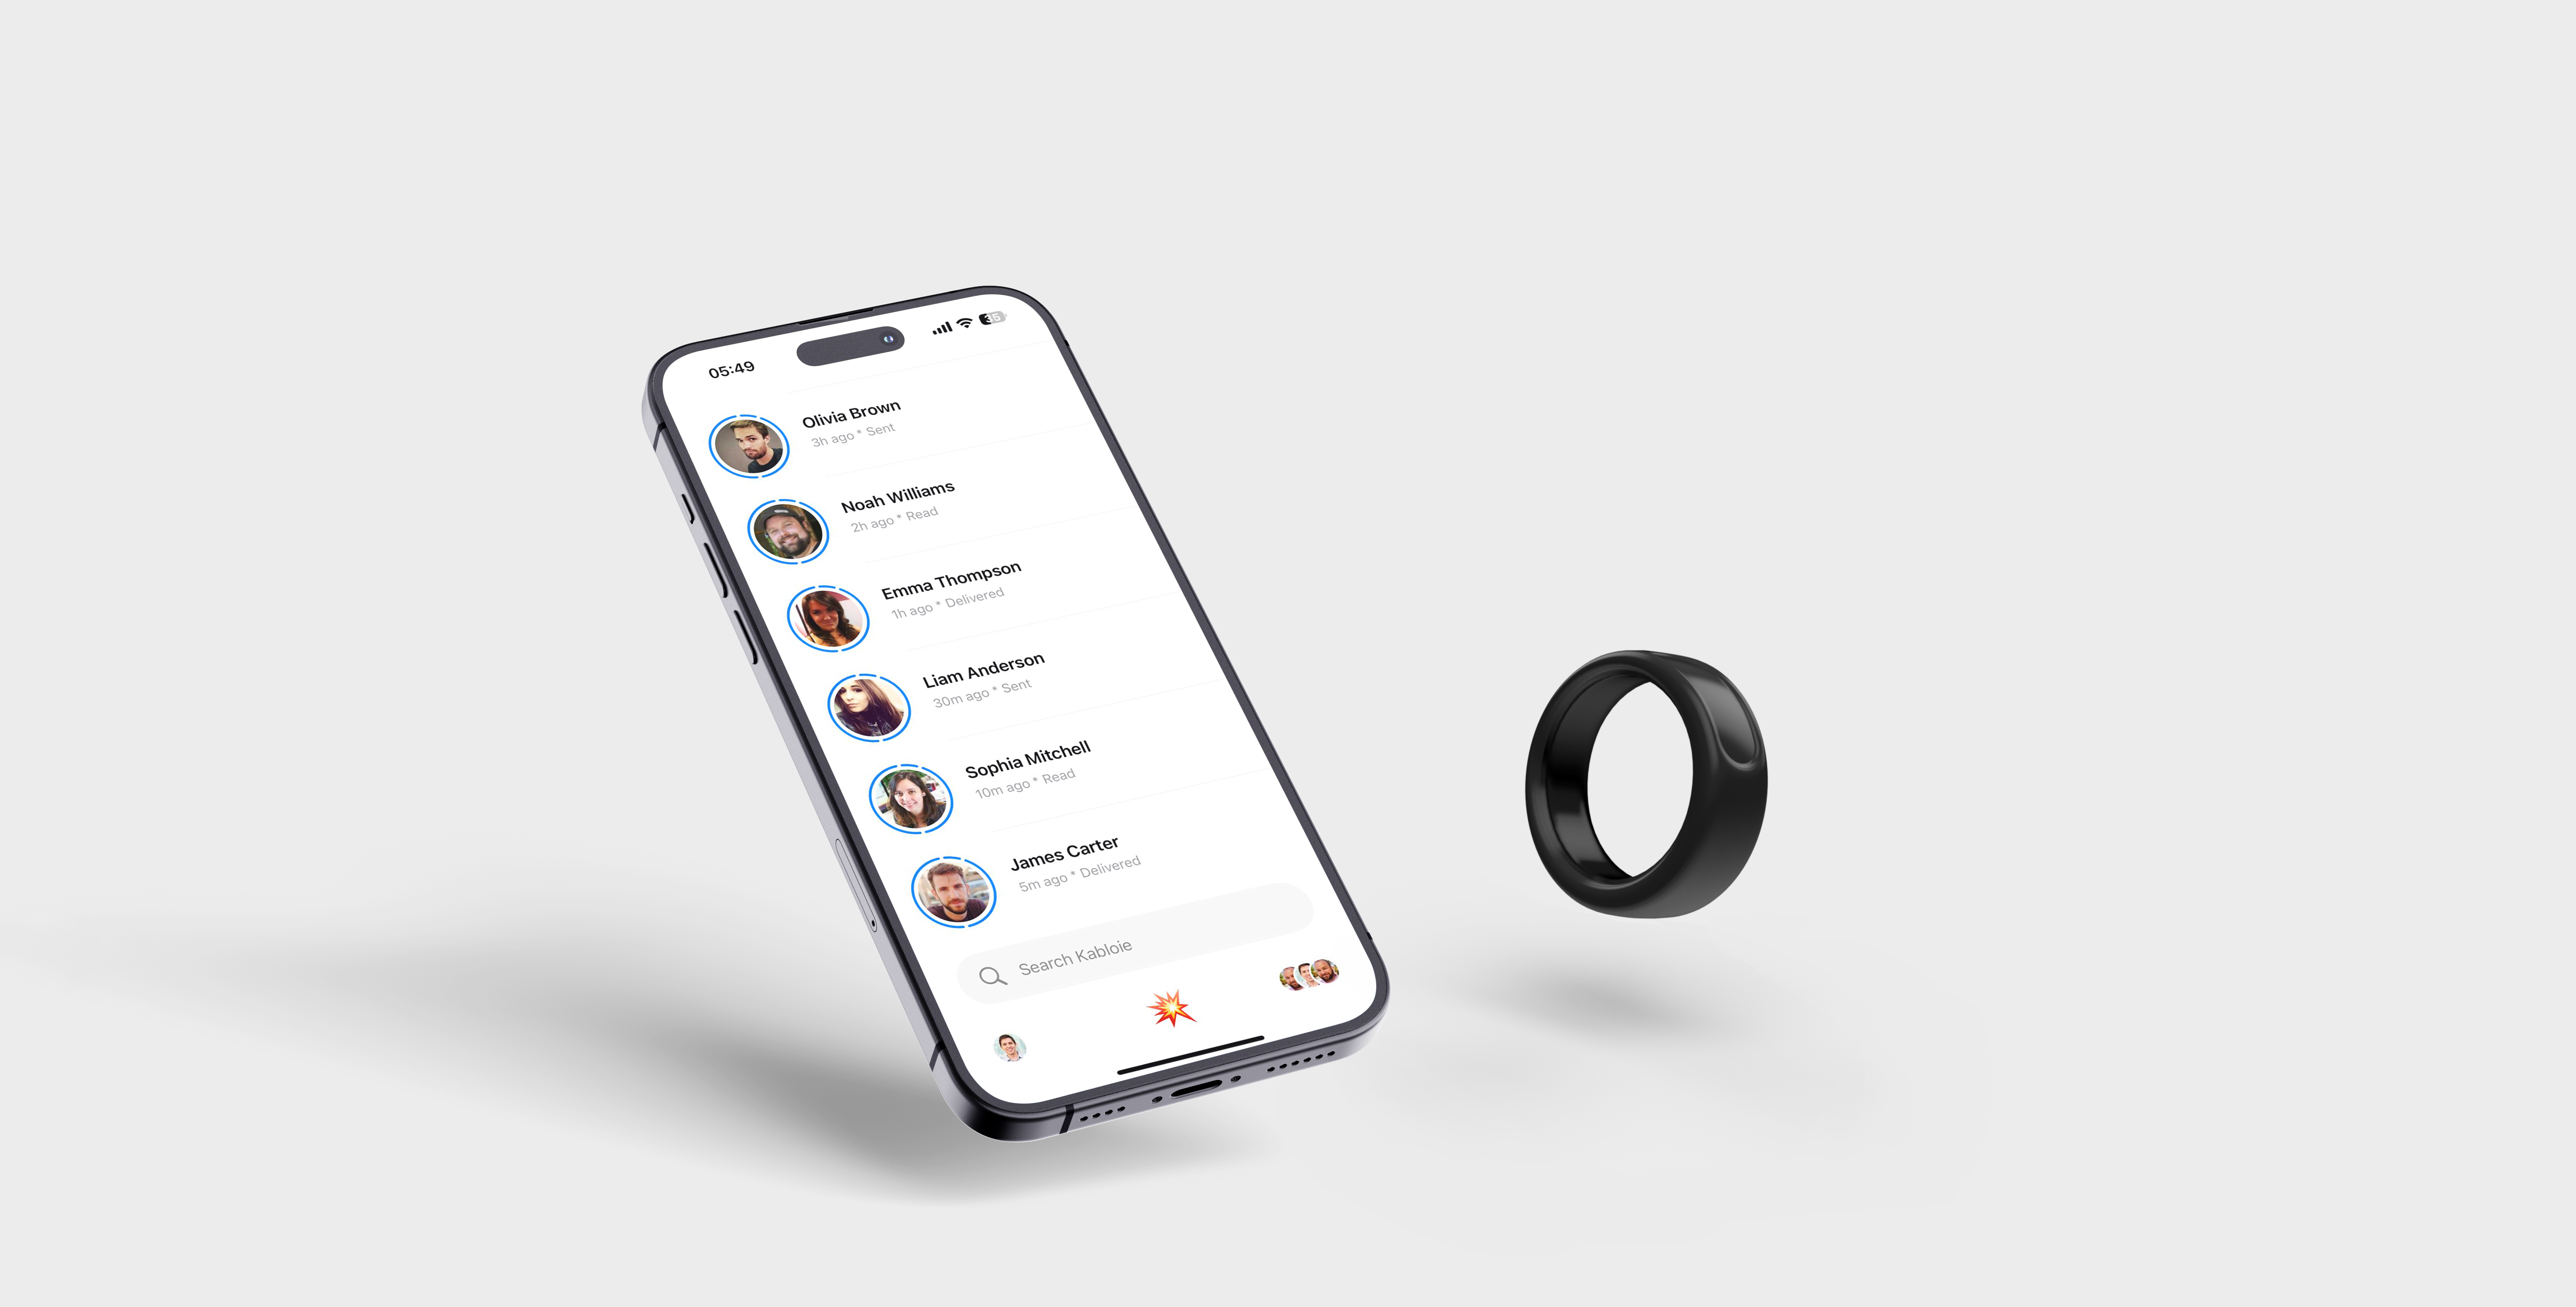 05:49
35
Olivia Brown
3h ago * Sent
Noah Williams
2h ago * Read
Emma Thompson
1h ago * Delivered
Liam Anderson
30m ago * Sent
Sophia Mitchell
10m ago * Read
James Carter
5m ago * Delivered
Search Kabloie